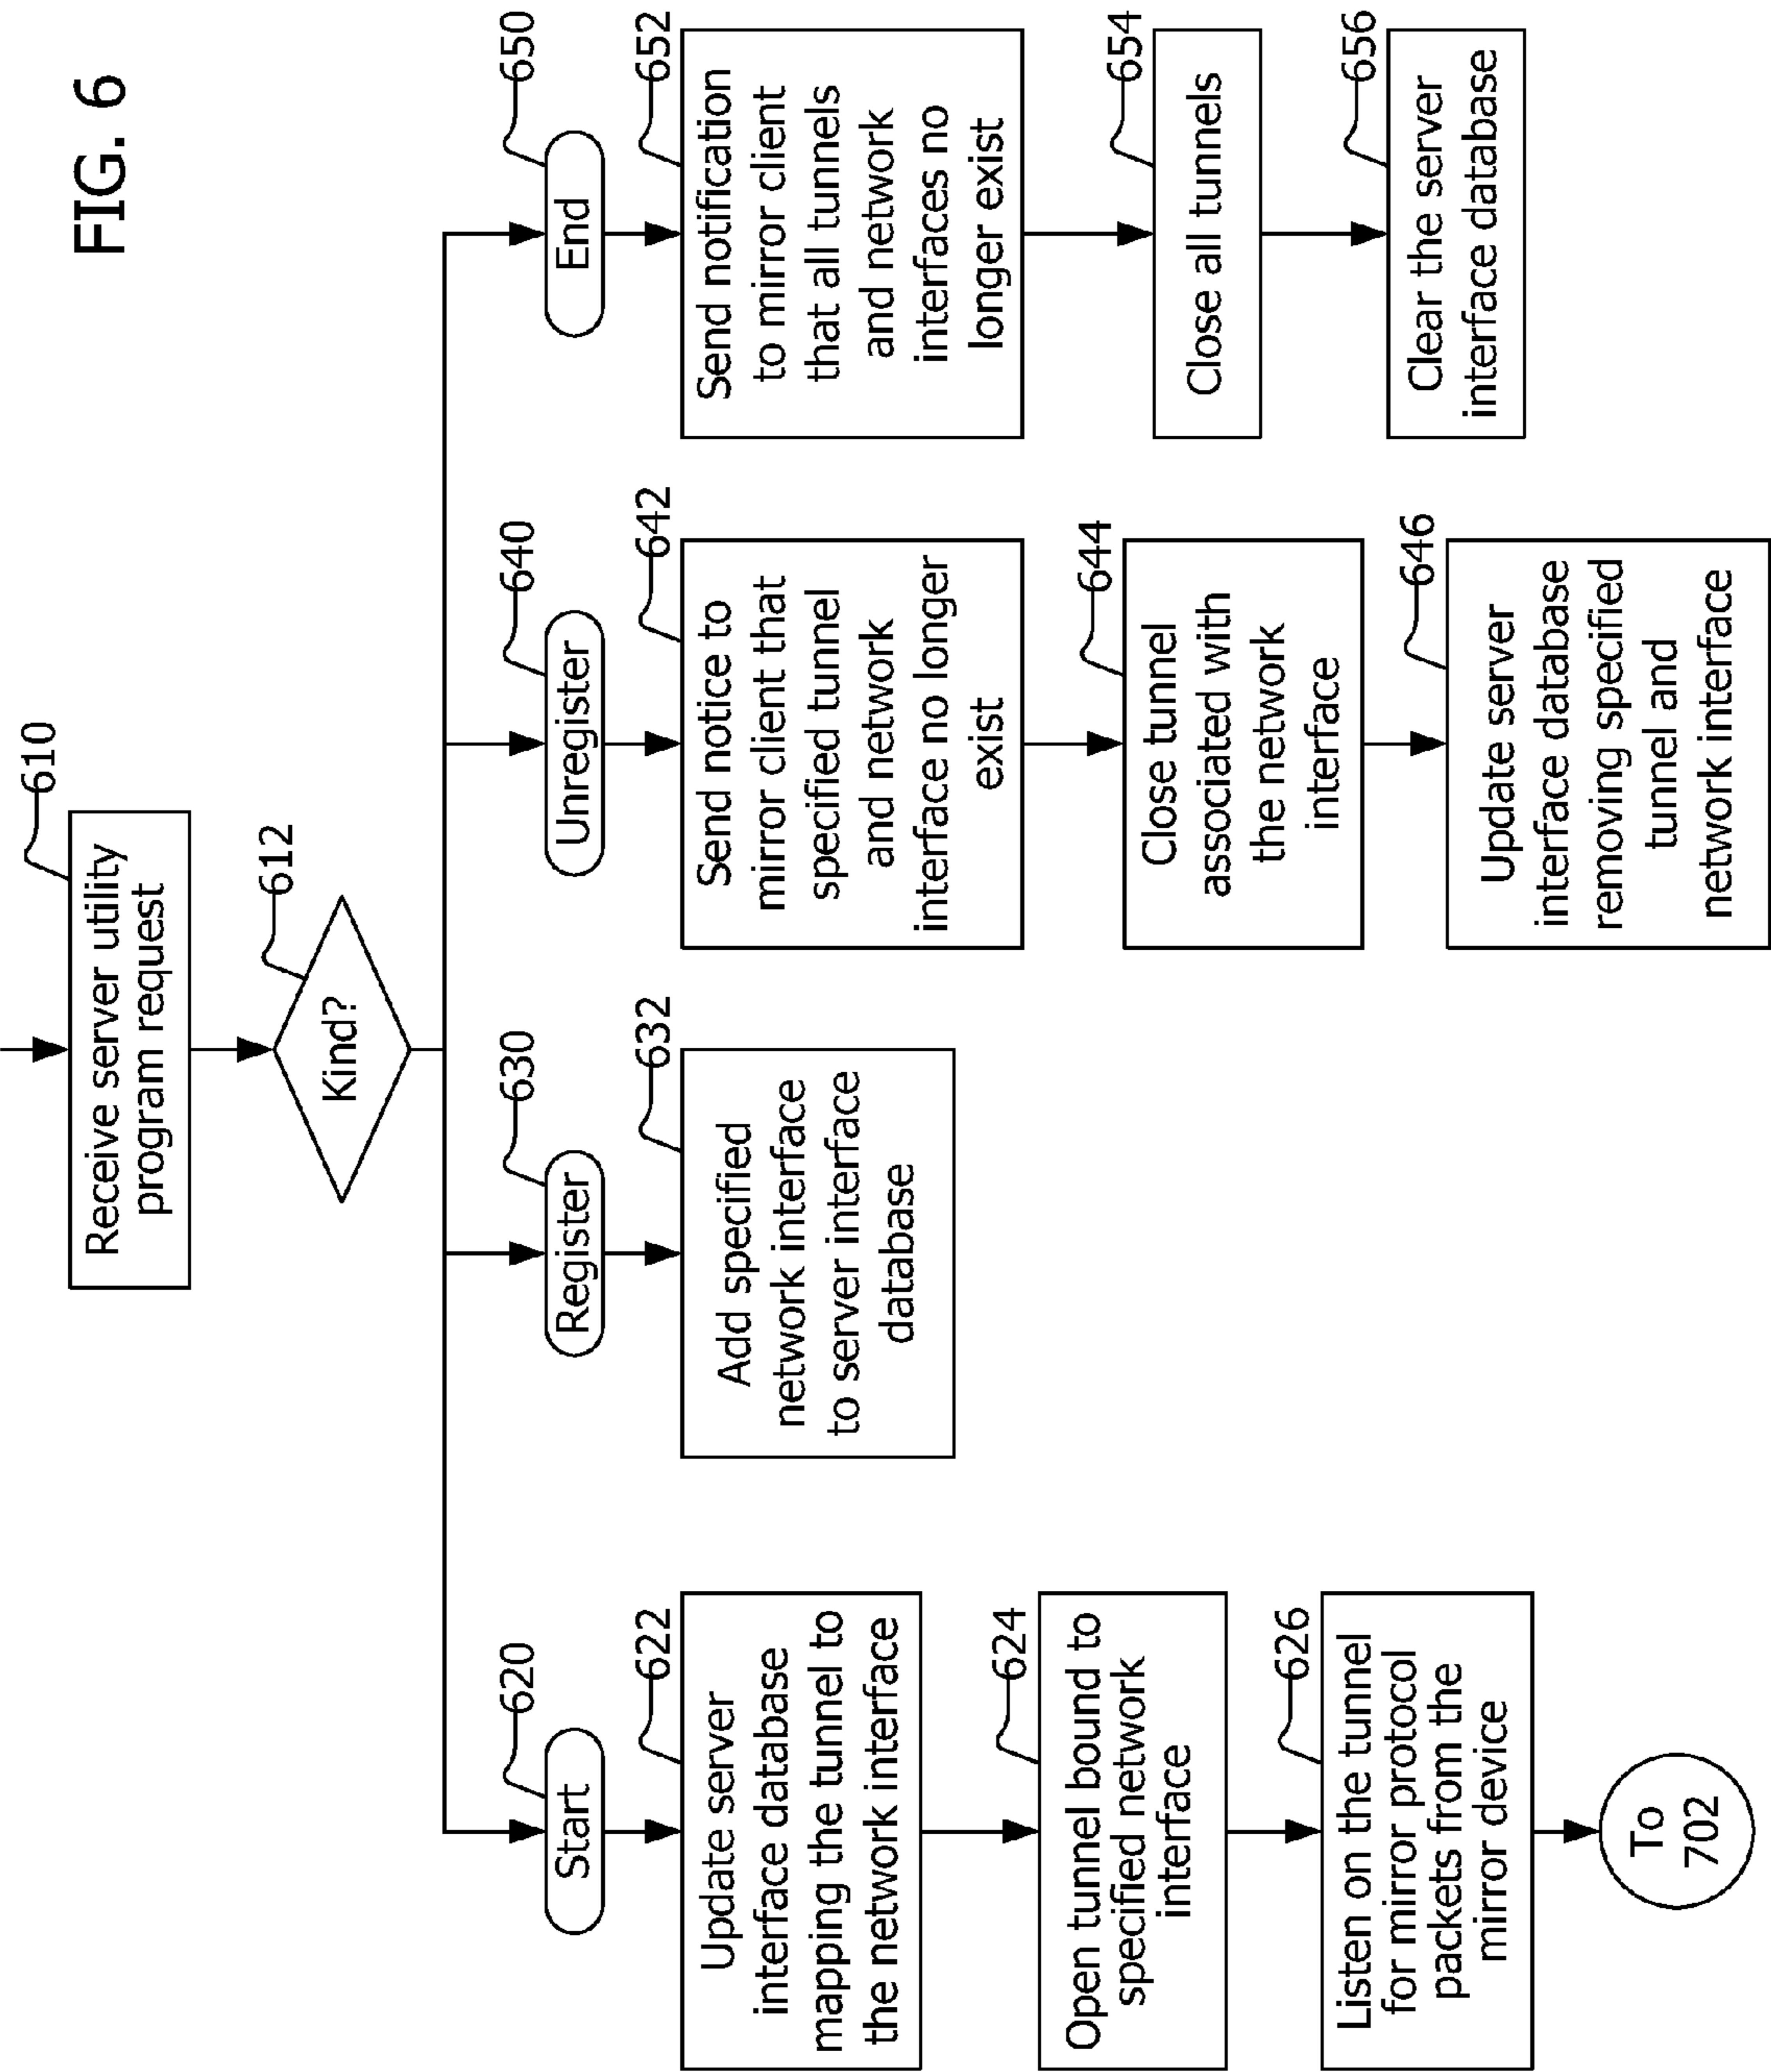 FIG. 6
610
Receive server utility
program request
612
Kind?
620
Start
622
Update server
interface database
mapping the tunnel to
the network interface
624
Open tunnel bound to
specified network
interface
626
Listen on the tunnel
for mirror protocol
packets from the
mirror device
To
702
630
Register
632
Add specified
network interface
to server interface
database
640
Unregister
642
Send notice to
mirror client that
specified tunnel
and network
interface no longer
exist
644
Close tunnel
associated with
the network
interface
646
Update server
interface database
removing specified
tunnel and
network interface
650
End
652
Send notification
to mirror client
that all tunnels
and network
interfaces no
longer exist
654
Close all tunnels
656
Clear the server
interface database